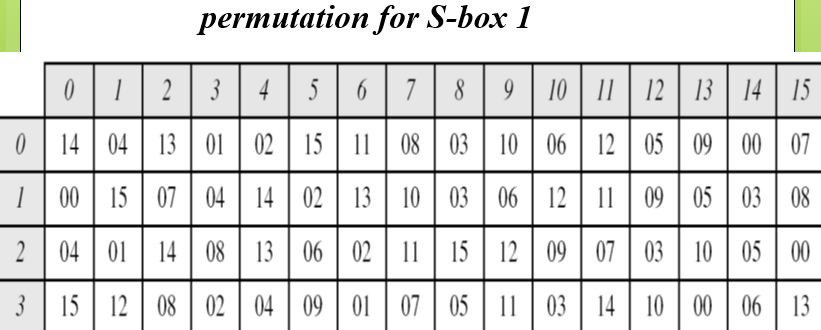 permutation for S-box 1
0 1 2 3 4 5 6 7 8 9 10 11 12 13 14 15
0 14 04 13 01 02 15 11 08 03 10 06 12 05 09 00 07
1 00 15 07 04 14 02 13 10 03 06 12 11 09 05 03 08
2 04 01 14 08 13 06 02 11 15 12 09 07 03 10 05 00
3 15 12 08 02 04 09 01 07 05 11 03 14 10 00 06 13